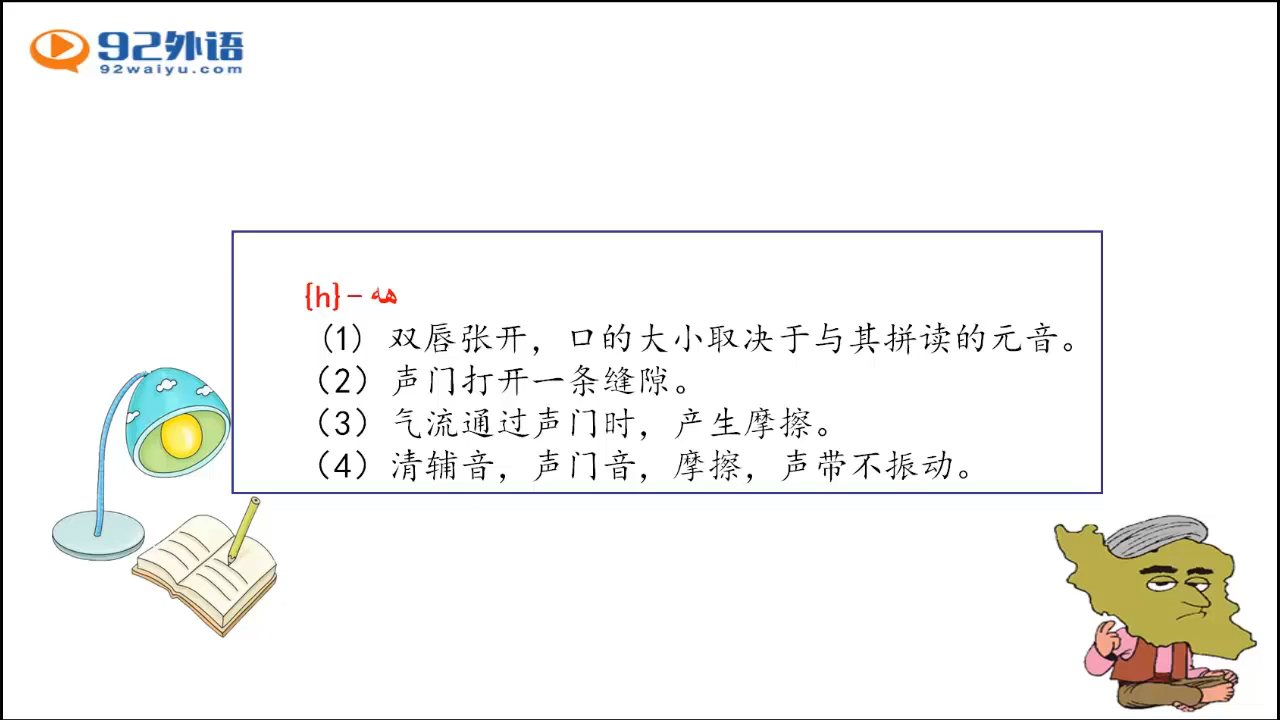 92外语
92waiyu.com
{h}-هه
（1） 双唇张开，口的大小取决于与其拼读的元音。
（2）声门打开一条缝隙。
（3）气流通过声门时，产生摩擦。
（4）清辅音，声门音，摩擦，声带不振动。